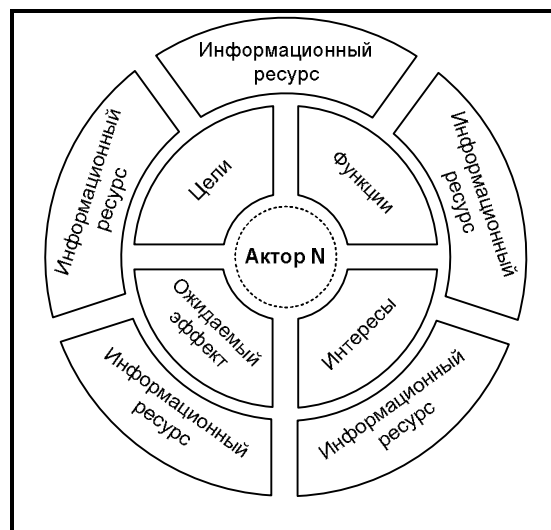 Информационный
ресурс
Информационный
ресурс
Информационный
ресурс
Цели
Функции
Актор N
Ожидаемый
эффект
Интересы
Информационный
ресурс
Информационный
ресурс